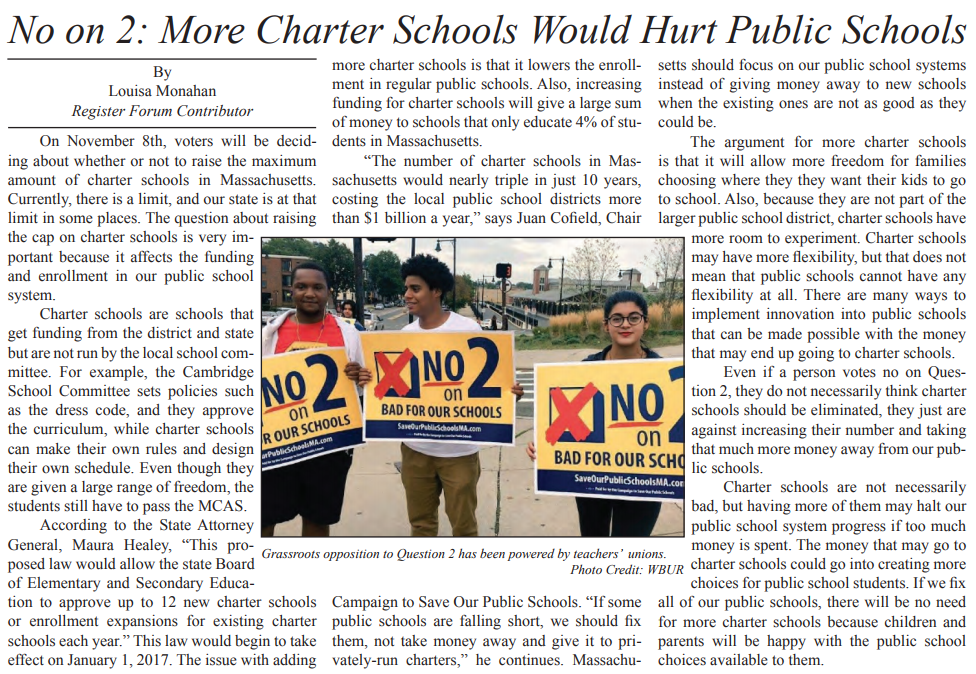 No on 2: More Charter Schools Would Hurt Public Schools
By
Louisa Monahan
Register Forum Contributor
On November 8th, voters will be decid-
ing about whether or not to raise the maximum
amount of charter schools in Massachusetts.
Currently, there is a limit, and our state is at that
limit in some places. The question about raising
the cap on charter schools is very im-
portant because it affects the funding
and enrollment in our public school
system.
Charter schools are schools that
get funding from the district and state
but are not run by the local school com-
mittee. For example, the Cambridge
School Committee sets policies such
as the dress code, and they approve
the curriculum, while charter schools
can make their own rules and design
their own schedule. Even though they
are given a large range of freedom, the
students still have to pass the MCAS.
According to the State Attorney
General, Maura Healey, “This pro-
posed law would allow the state Board
of Elementary and Secondary Educa-
tion to approve up to 12 new charter schools
or enrollment expansions for existing charter
schools each year.” This law would begin to take
effect on January 1, 2017. The issue with adding
more charter schools is that it lowers the enroll-
ment in regular public schools. Also, increasing
funding for charter schools will give a large sum
of money to schools that only educate 4% of stu-
dents in Massachusetts.
“The number of charter schools in Mas-
sachusetts would nearly triple in just 10 years,
costing the local public school districts more
than $1 billion a year,” says Juan Cofield, Chair
NO
on 2
R OUR SCHOOLS
urPublicSchoolsMA.com
NO 2
on
BAD FOR OUR SCHOOLS
SaveOurPublicSchoolsMA.com
NO 2
on
BAD FOR OUR SCHO
SaveOurPublicSchoolsMA.co
Grassroots opposition to Question 2 has been powered by teachers’ unions.
Photo Credit: WBUR
Campaign to Save Our Public Schools. “If some
public schools are falling short, we should fix
them, not take money away and give it to pri-
vately-run charters,” he continues. Massachu-
setts should focus on our public school systems
instead of giving money away to new schools
when the existing ones are not as good as they
could be.
The argument for more charter schools
is that it will allow more freedom for families
choosing where they they want their kids to go
to school. Also, because they are not part of the
larger public school district, charter schools have
more room to experiment. Charter schools
may have more flexibility, but that does not
mean that public schools cannot have any
flexibility at all. There are many ways to
implement innovation into public schools
that can be made possible with the money
that may end up going to charter schools.
Even if a person votes no on Ques-
tion 2, they do not necessarily think charter
schools should be eliminated, they just are
against increasing their number and taking
that much more money away from our pub-
lic schools.
Charter schools are not necessarily
bad, but having more of them may halt our
public school system progress if too much
money is spent. The money that may go to
charter schools could go into creating more
choices for public school students. If we fix
all of our public schools, there will be no need
for more charter schools because children and
parents will be happy with the public school
choices available to them.